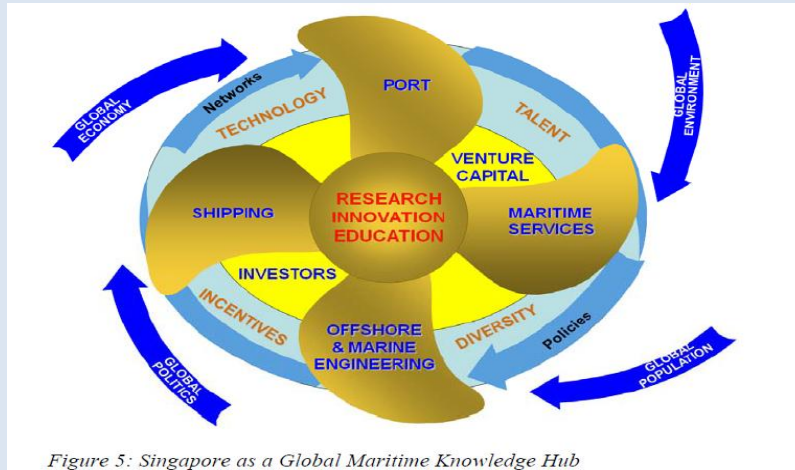 GLOBAL
ECONOMY
Networks
TECHNOLOGY
PORT
TALENT
GLOBAL
ENVIRONMENT
VENTURE
CAPITAL
SHIPPING
RESEARCH
INNOVATION
EDUCATION
MARITIME
SERVICES
INVESTORS
INCENTIVES
OFFSHORE
& MARINE
ENGINEERING
DIVERSITY
Policies
GLOBAL
POLITICS
GLOBAL
POPULATION
Figure 5: Singapore as a Global Maritime Knowledge Hub